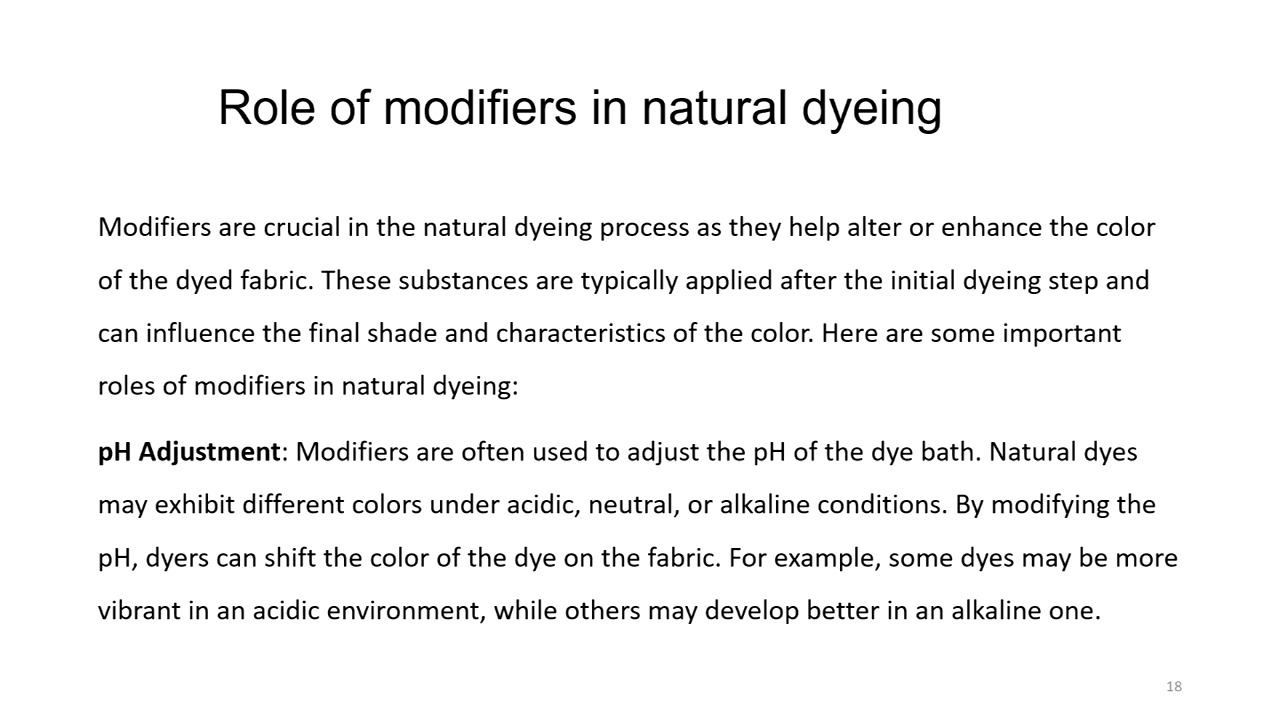 Role of modifiers in natural dyeing
Modifiers are crucial in the natural dyeing process as they help alter or enhance the color
of the dyed fabric. These substances are typically applied after the initial dyeing step and
can influence the final shade and characteristics of the color. Here are some important
roles of modifiers in natural dyeing:
pH Adjustment: Modifiers are often used to adjust the pH of the dye bath. Natural dyes
may exhibit different colors under acidic, neutral, or alkaline conditions. By modifying the
pH, dyers can shift the color of the dye on the fabric. For example, some dyes may be more
vibrant in an acidic environment, while others may develop better in an alkaline one.
18